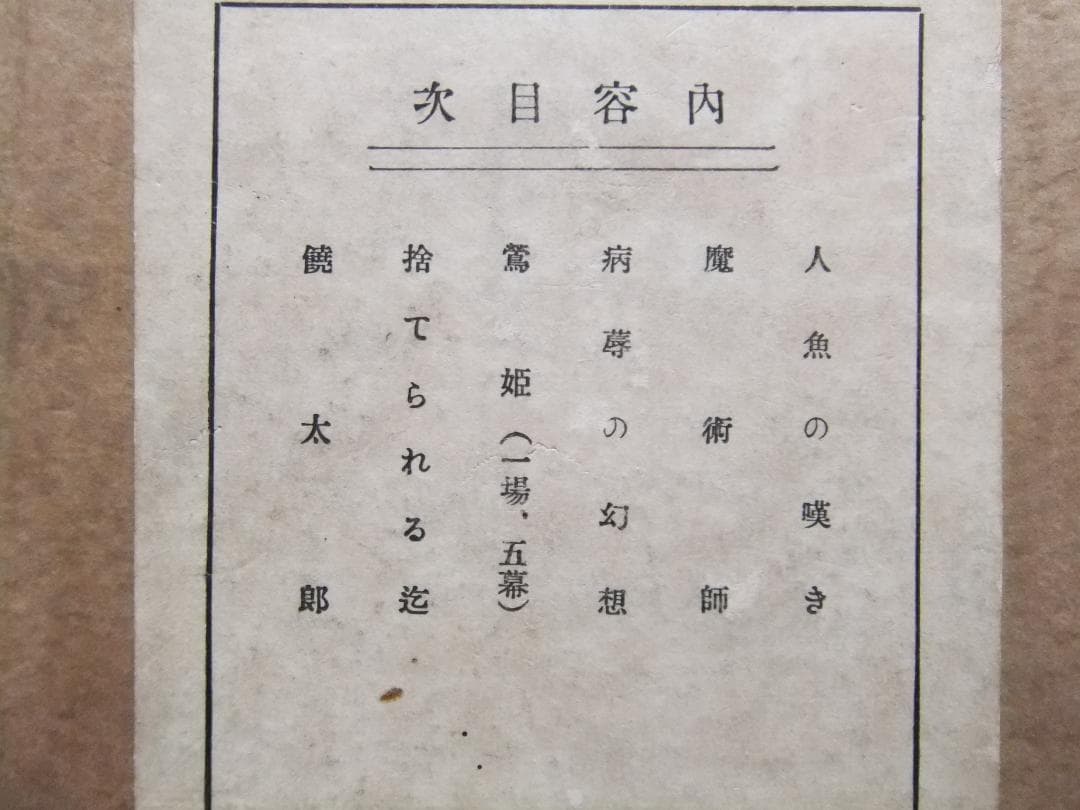 內容目次
人魚の嘆き
魔術師
病蓐の幻想
鶯姫(一場、五幕)
捨てられる迄
饒太郎